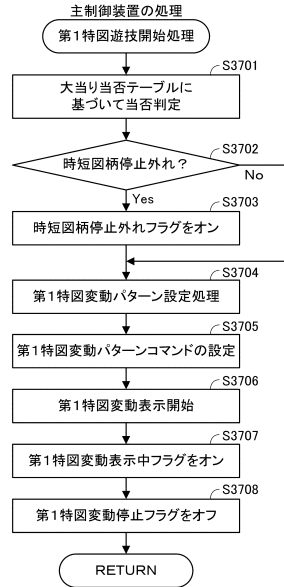 主制御装置の処理
第1特図遊技開始処理
S3701
大当り当否テーブルに
基づいて当否判定
S3702
時短図柄停止外れ?
No
Yes
S3703
時短図柄停止外れフラグをオン
S3704
第1特図変動パターン設定処理
S3705
第1特図変動パターンコマンドの設定
S3706
第1特図変動表示開始
S3707
第1特図変動表示中フラグをオン
S3708
第1特図変動停止フラグをオフ
RETURN